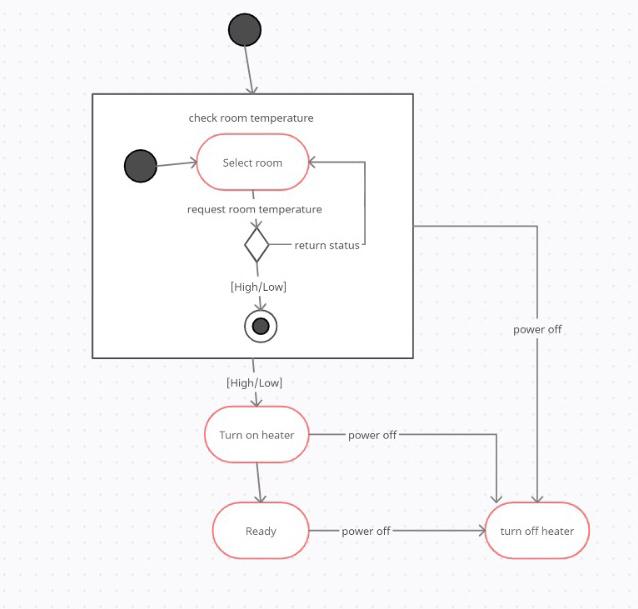 check room temperature
Select room
request room temperature
return status
[High/Low]
power off
[High/Low]
Turn on heater
power off
Ready
power off
turn off heater